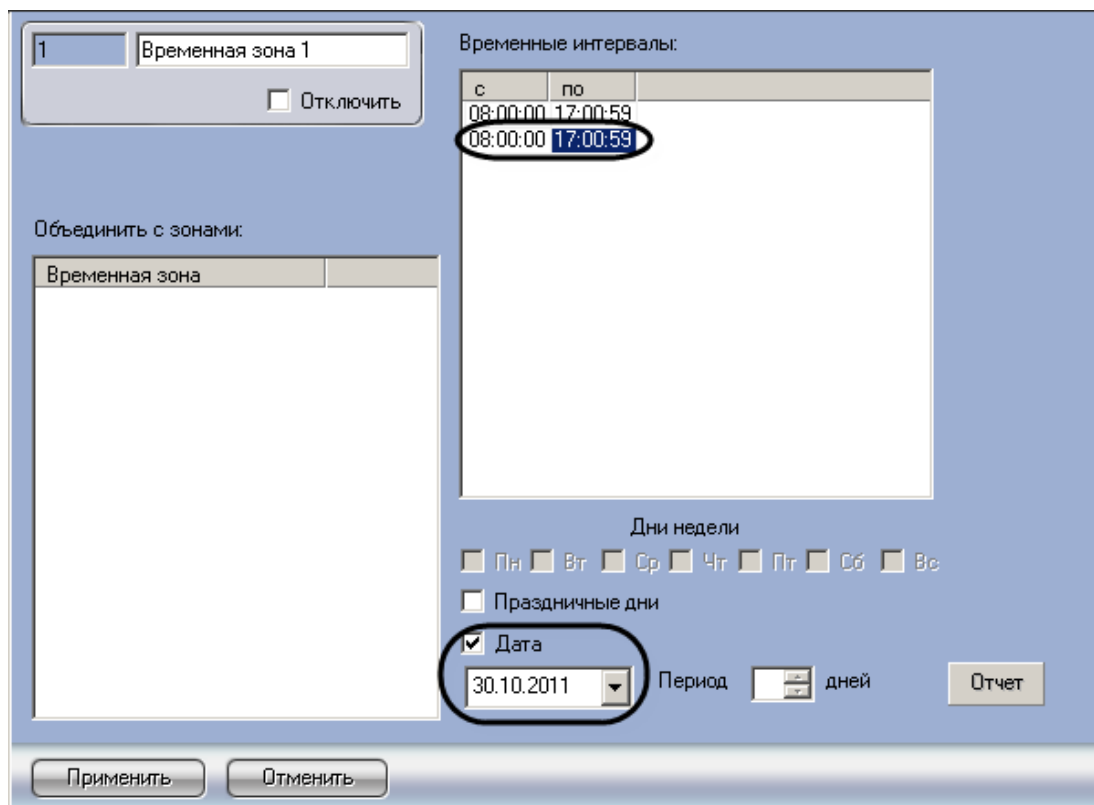 1
Временная зона 1
Отключить
Объединить с зонами:
Временная зона
Временные интервалы:
с по
08:00:00 17:00:59
08:00:00 17:00:59
Дни недели
Пн Вт Ср Чт Пт Сб Вс
Праздничные дни
Дата
30.10.2011 Период дней Отчет
Применить Отменить